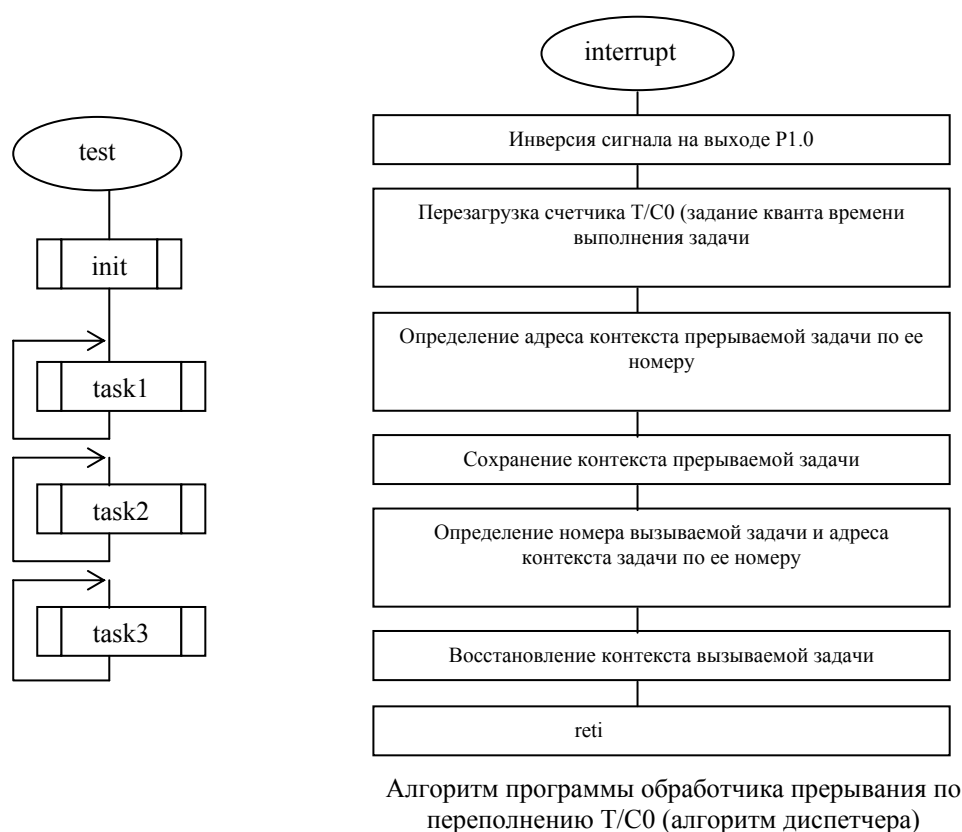 test
init
task1
task2
task3
interrupt
Инверсия сигнала на выходе P1.0
Перезагрузка счетчика T/C0 (задание кванта времени
выполнения задачи
Определение адреса контекста прерываемой задачи по ее
номеру
Сохранение контекста прерываемой задачи
Определение номера вызываемой задачи и адреса
контекста задачи по ее номеру
Восстановление контекста вызываемой задачи
reti
Алгоритм программы обработчика прерывания по
переполнению T/C0 (алгоритм диспетчера)